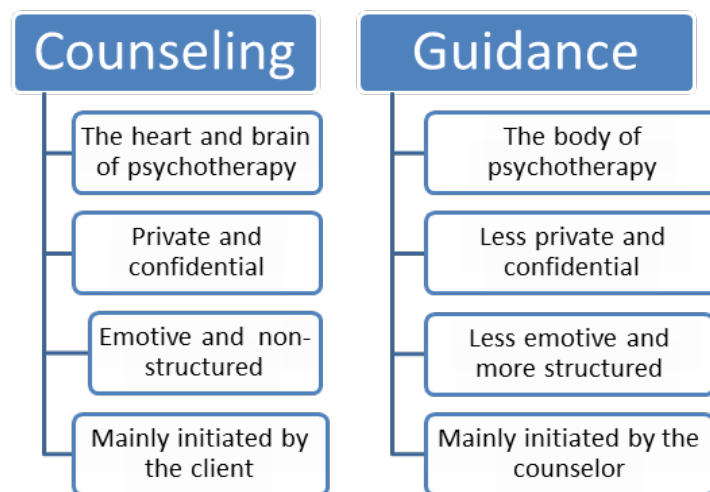 Counseling
The heart and brain
of psychotherapy
Private and
confidential
Emotive and non-
structured
Mainly initiated by
the client
Guidance
The body of
psychotherapy
Less private and
confidential
Less emotive and
more structured
Mainly initiated by the
counselor